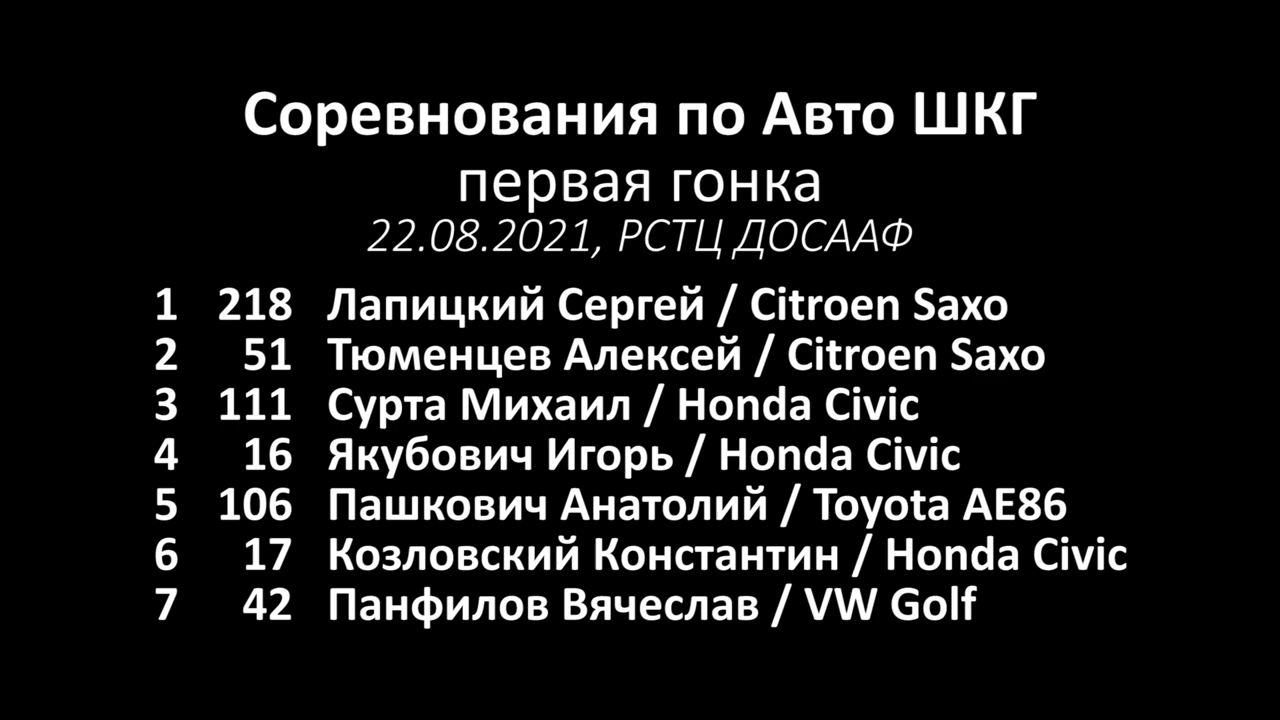 Соревнования по Авто ШКГ
первая гонка
22.08.2021, РСТЦ ДОСААФ
1 218 Лапицкий Сергей / Citroen Saxo
2 51 Тюменцев Алексей / Citroen Saxo
3 111 Сурта Михаил / Honda Civic
4 16 Якубович Игорь / Honda Civic
5 106 Пашкович Анатолий / Toyota AE86
6 17 Козловский Константин / Honda Civic
7 42 Панфилов Вячеслав / VW Golf